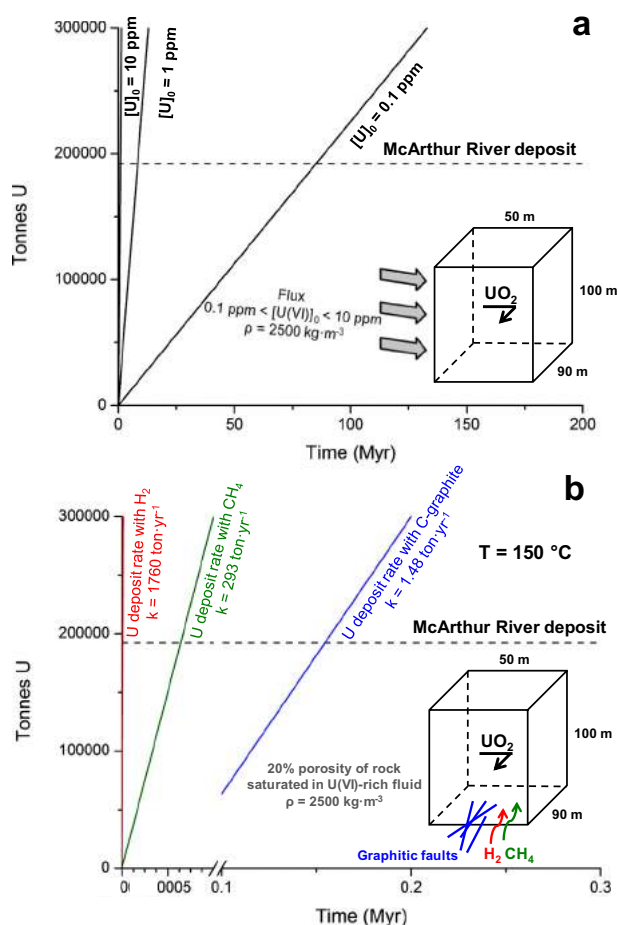 a
300000
[U]₀ = 10 ppm
[U]₀ = 1 ppm
[U]₀ = 0.1 ppm
200000
McArthur River deposit
Tonnes U
50 m
100000
Flux
0.1 ppm < [U(VI)]₀ < 10 ppm
ρ = 2500 kg·m⁻³
UO₂
100 m
90 m
0
0
50
100
150
200
Time (Myr)
b
300000
U deposit rate with H₂
k = 1760 ton·yr⁻¹
U deposit rate with CH₄
k = 293 ton·yr⁻¹
U deposit rate with C-graphite
k = 1.48 ton·yr⁻¹
T = 150 °C
200000
McArthur River deposit
Tonnes U
50 m
100000
20% porosity of rock
saturated in U(VI)-rich fluid
ρ = 2500 kg·m⁻³
UO₂
100 m
90 m
Graphitic faults
H₂ CH₄
0
0
0005
0.1
0.2
0.3
Time (Myr)